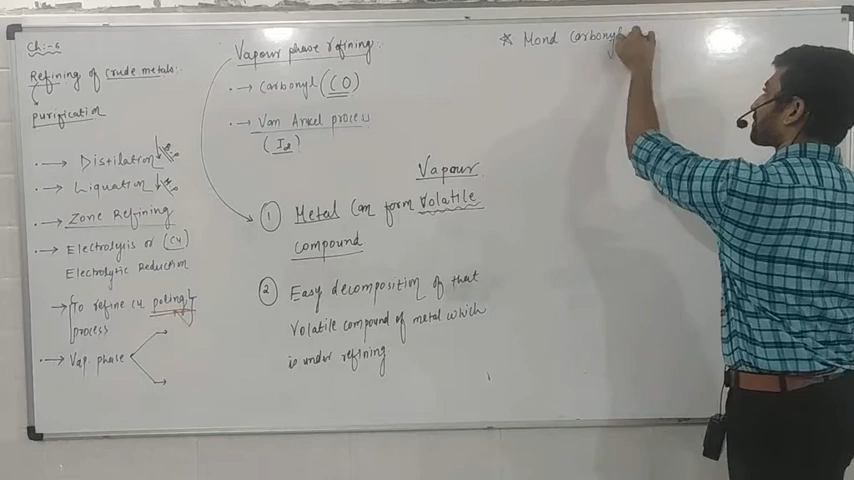 Ch:-6
Refining of crude metals:
purification
Distilation
Liquation
Zone Refining
Electrolysis or (Cu)
Electrolytic Reduction
To refine Cu poling
process
Vap. phase
Vapour phase refining:
Carbonyl (CO)
Van Arkel process
(I2)
Vapour
① Metal Can form Volatile
compound
② Easy decomposition of that
Volatile compound of metal which
is under refining
* Mond Carbonyl